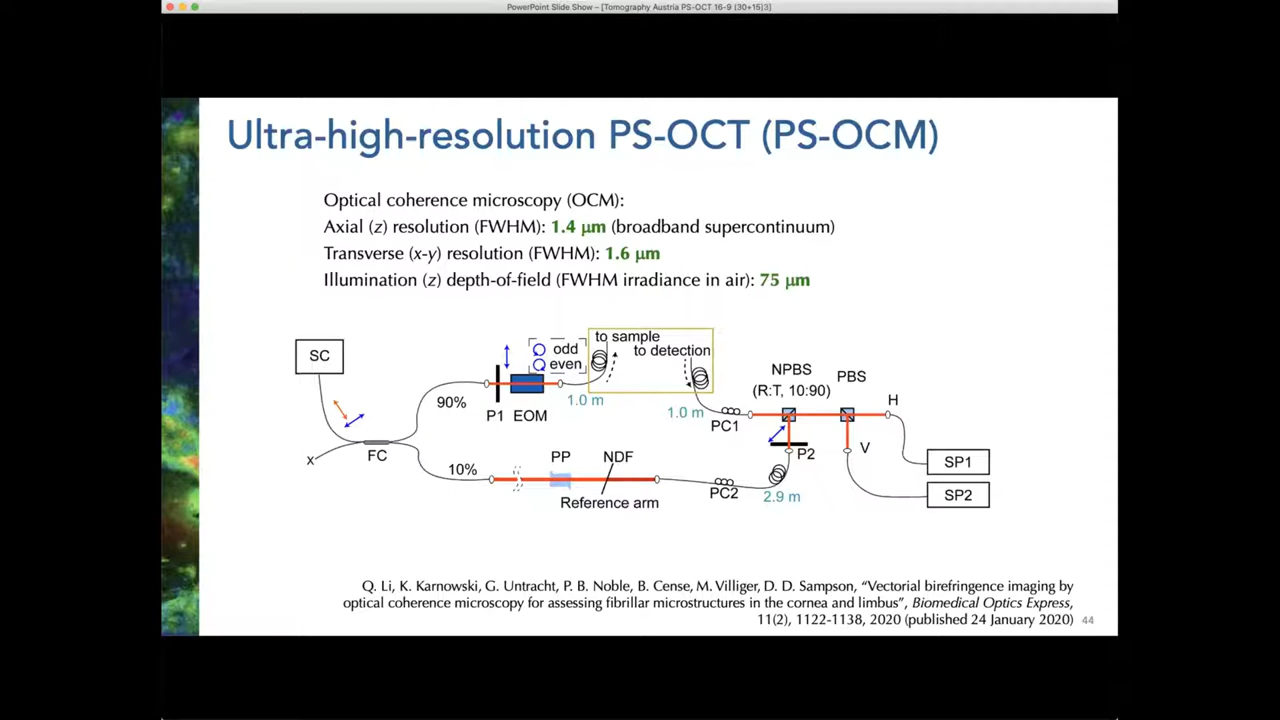 PowerPoint Slide Show – [Tomography Austria PS-OCT 16-9 (30+15)3]
Ultra-high-resolution PS-OCT (PS-OCM)
Optical coherence microscopy (OCM):
Axial (z) resolution (FWHM): 1.4 µm (broadband supercontinuum)
Transverse (x-y) resolution (FWHM): 1.6 µm
Illumination (z) depth-of-field (FWHM irradiance in air): 75 µm
SC
odd
even
to sample
to detection
NPBS
(R:T, 10:90)
PBS
90%
P1
EOM
1.0 m
1.0 m
PC1
H
x
FC
10%
PP
NDF
Reference arm
PC2
2.9 m
P2
V
SP1
SP2
Q. Li, K. Karnowski, G. Untracht, P. B. Noble, B. Cense, M. Villiger, D. D. Sampson, “Vectorial birefringence imaging by
optical coherence microscopy for assessing fibrillar microstructures in the cornea and limbus”, Biomedical Optics Express,
11(2), 1122-1138, 2020 (published 24 January 2020)
44